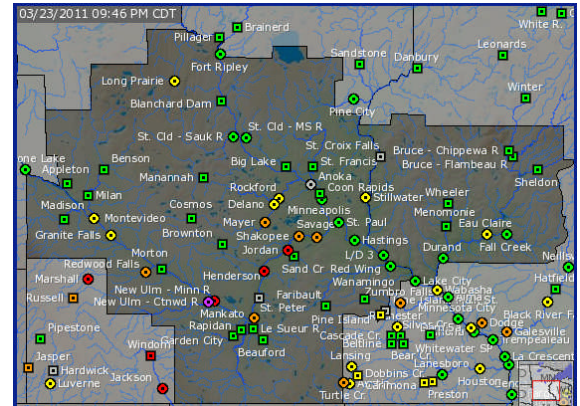 03/23/2011 09:46 PM CDT
Brainerd
White R.
Pillager
Leonards
Sandstone
Danbury
Fort Ripley
Long Prairie
Winter
Blanchard Dam
Pine City
St. Cld - Sauk R
St. Cld - MS R
St. Croix Falls
Bruce - Chippewa R
Bruce - Flambeau R
Big Lake
St. Francis
Benson
Appleton
Manannah
Anoka
Sheldon
Rockford
Coon Rapids
Milan
Delano
Stillwater
Wheeler
Madison
Cosmos
Minneapolis
Menomonie
Montevideo
Mayer
Savage
St. Paul
Eau Claire
Granite Falls
Brownton
Shakopee
Hastings
Fall Creek
Jordan
L/D 3
Durand
Morton
Sand Cr
Red Wing
Redwood Falls
Henderson
Marshall
Wanamingo
Lake City
Hatfield
New Ulm - Minn R
Faribault
Zumbro Falls
Wabasha
Russell
New Ulm - Ctnwd R
St. Peter
Minnesota City
Mankato
Pine Island
Dodge
Pipestone
Rapidan
Le Sueur R
Cascade Cr.
Galesville
Garden City
Beltline
Whitewater SP
Trempealeau
Windom
Beauford
Bear Cr.
Lansing
Lanesboro
La Crescent
Jasper
Hardwick
Jackson
Dobbins Cr.
Houston
Luverne
Preston
Turtle Cr.